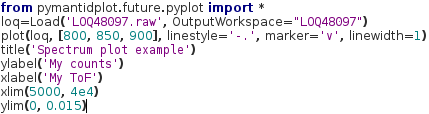 from pymantidplot.future.pyplot import *
loq=Load('LOQ48097.raw', OutputWorkspace="LOQ48097")
plot(loq, [800, 850, 900], linestyle='-.', marker='v', linewidth=1)
title('Spectrum plot example')
ylabel('My counts')
xlabel('My ToF')
xlim(5000, 4e4)
ylim(0, 0.015)